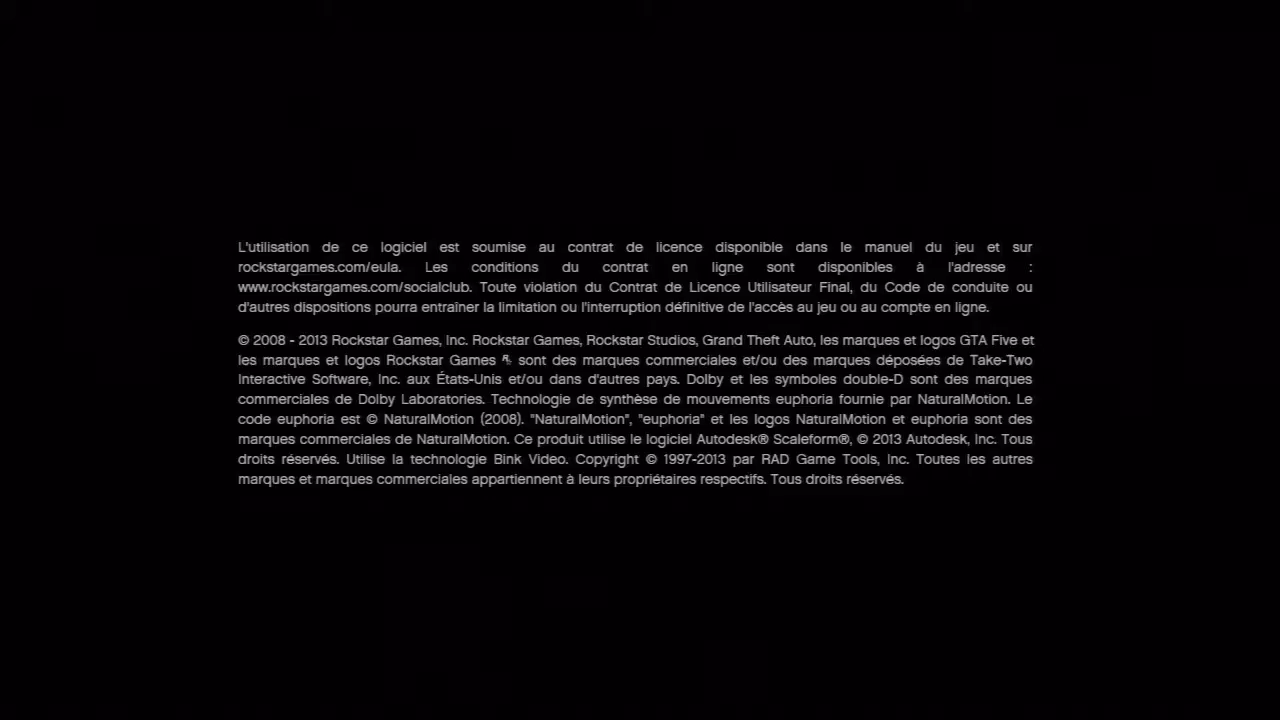 L'utilisation de ce logiciel est soumise au contrat de licence disponible dans le manuel du jeu et sur
rockstargames.com/eula. Les conditions du contrat en ligne sont disponibles à l'adresse :
www.rockstargames.com/socialclub. Toute violation du Contrat de Licence Utilisateur Final, du Code de conduite ou
d'autres dispositions pourra entraîner la limitation ou l'interruption définitive de l'accès au jeu ou au compte en ligne.
© 2008 - 2013 Rockstar Games, Inc. Rockstar Games, Rockstar Studios, Grand Theft Auto, les marques et logos GTA Five et
les marques et logos Rockstar Games R* sont des marques commerciales et/ou des marques déposées de Take-Two
Interactive Software, Inc. aux États-Unis et/ou dans d'autres pays. Dolby et les symboles double-D sont des marques
commerciales de Dolby Laboratories. Technologie de synthèse de mouvements euphoria fournie par NaturalMotion. Le
code euphoria est © NaturalMotion (2008). "NaturalMotion", "euphoria" et les logos NaturalMotion et euphoria sont des
marques commerciales de NaturalMotion. Ce produit utilise le logiciel Autodesk® Scaleform®, © 2013 Autodesk, Inc. Tous
droits réservés. Utilise la technologie Bink Video. Copyright © 1997-2013 par RAD Game Tools, Inc. Toutes les autres
marques et marques commerciales appartiennent à leurs propriétaires respectifs. Tous droits réservés.